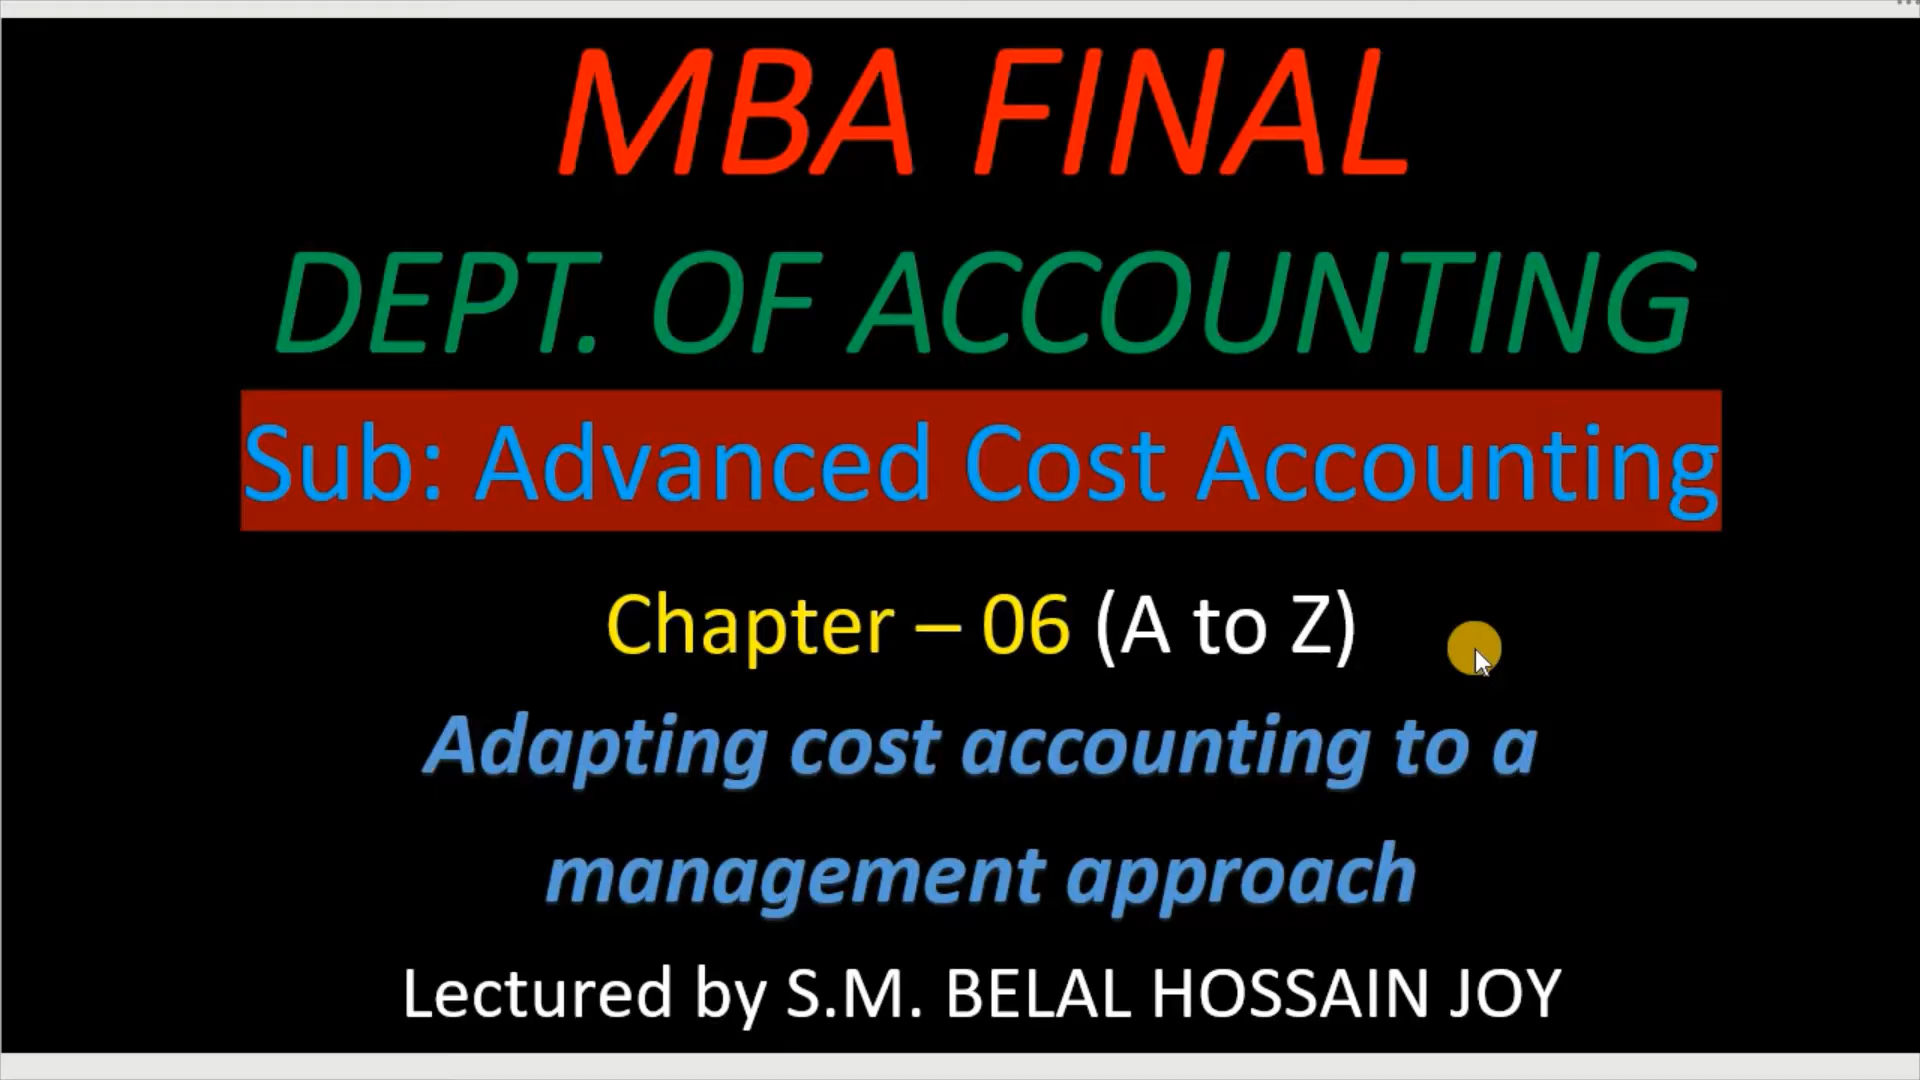 MBA FINAL
DEPT. OF ACCOUNTING
Sub: Advanced Cost Accounting
Chapter – 06 (A to Z)
Adapting cost accounting to a
management approach
Lectured by S.M. BELAL HOSSAIN JOY